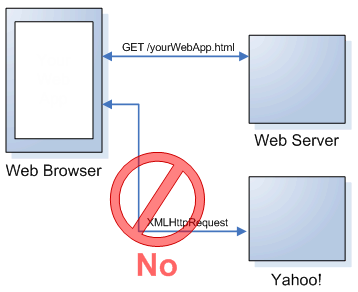 GET /yourWebApp.html
Web Server
Web Browser
XMLHttpRequest
No
Yahoo!